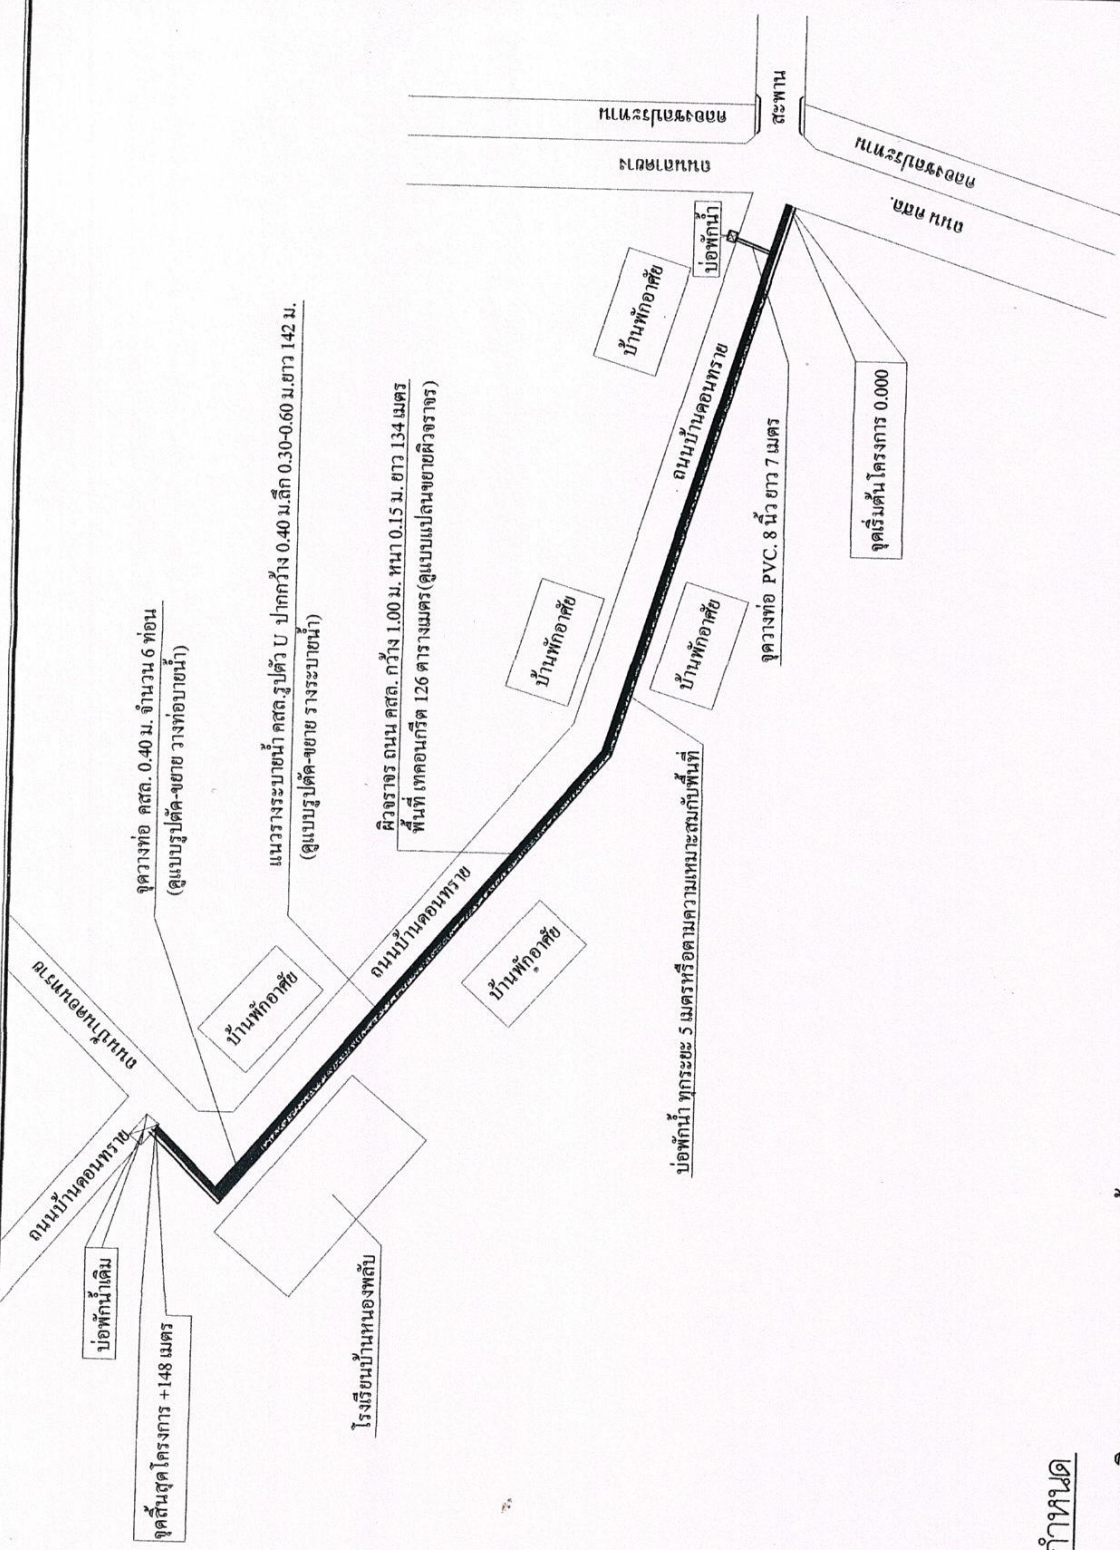 จุดสิ้นสุดโครงการ +148 เมตร
บ่อพักน้ำเดิม
ถนนบ้านดอนทราย
ถนนบ้านดอนทราย
ขุดวางท่อ คสล. 0.40 ม. จำนวน 6 ท่อน
(ดูแบบรูปตัด-ขยาย วางท่อบายน้ำ)
แนวรางระบายน้ำ คสล.รูปตัว U ปากกว้าง 0.40 ม.ลึก 0.30-0.60 ม.ยาว 142 ม.
(ดูแบบรูปตัด-ขยาย รางระบายน้ำ)
ผิวจราจร ถนน คสล. กว้าง 1.00 ม. หนา 0.15 ม. ยาว 134 เมตร
พื้นที่ เทคอนกรีต 126 ตารางเมตร(ดูแบบแปลนขยายผิวจราจร)
บ้านพักอาศัย
ถนนบ้านดอนทราย
โรงเรียนบ้านหนองพลับ
บ้านพักอาศัย
บ้านพักอาศัย
บ้านพักอาศัย
บ้านพักอาศัย
ถนนบ้านดอนทราย
บ่อพักน้ำ
คลองชลประทาน
ถนนลาดยาง
สะพาน
คลองชลประทาน
ถนน คสล.
บ่อพักน้ำ ทุกระยะ 5 เมตรหรือตามความเหมาะสมกับพื้นที่
ขุดวางท่อ PVC. 8 นิ้ว ยาว 7 เมตร
จุดเริ่มต้นโครงการ 0.000
กำหนด